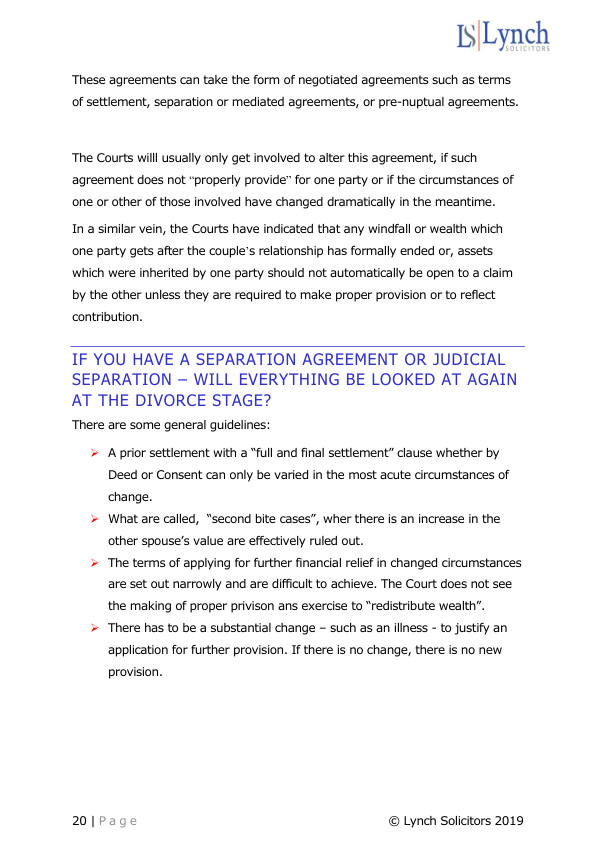 LS Lynch
SOLICITORS
These agreements can take the form of negotiated agreements such as terms
of settlement, separation or mediated agreements, or pre-nuptual agreements.
The Courts willl usually only get involved to alter this agreement, if such
agreement does not “properly provide” for one party or if the circumstances of
one or other of those involved have changed dramatically in the meantime.
In a similar vein, the Courts have indicated that any windfall or wealth which
one party gets after the couple’s relationship has formally ended or, assets
which were inherited by one party should not automatically be open to a claim
by the other unless they are required to make proper provision or to reflect
contribution.
IF YOU HAVE A SEPARATION AGREEMENT OR JUDICIAL
SEPARATION – WILL EVERYTHING BE LOOKED AT AGAIN
AT THE DIVORCE STAGE?
There are some general guidelines:
➢ A prior settlement with a “full and final settlement” clause whether by
Deed or Consent can only be varied in the most acute circumstances of
change.
➢ What are called,  “second bite cases”, wher there is an increase in the
other spouse’s value are effectively ruled out.
➢ The terms of applying for further financial relief in changed circumstances
are set out narrowly and are difficult to achieve. The Court does not see
the making of proper privison ans exercise to “redistribute wealth”.
➢ There has to be a substantial change – such as an illness - to justify an
application for further provision. If there is no change, there is no new
provision.
20 | Page
© Lynch Solicitors 2019